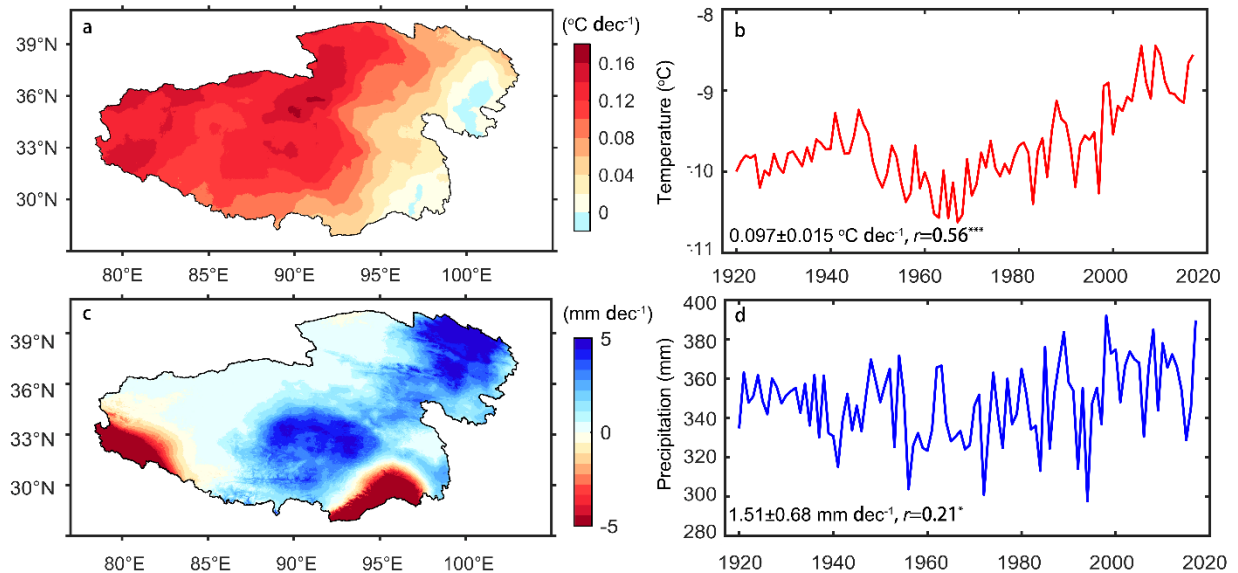 a
(°C dec⁻¹)
39°N
36°N
33°N
30°N
80°E
85°E
90°E
95°E
100°E
0.16
0.12
0.08
0.04
0
b
Temperature (°C)
-8
-9
-10
-11
0.097±0.015 °C dec⁻¹, r=0.56***
1920
1940
1960
1980
2000
2020
c
(mm dec⁻¹)
39°N
36°N
33°N
30°N
80°E
85°E
90°E
95°E
100°E
5
0
-5
d
Precipitation (mm)
400
380
360
340
320
300
280
1.51±0.68 mm dec⁻¹, r=0.21*
1920
1940
1960
1980
2000
2020